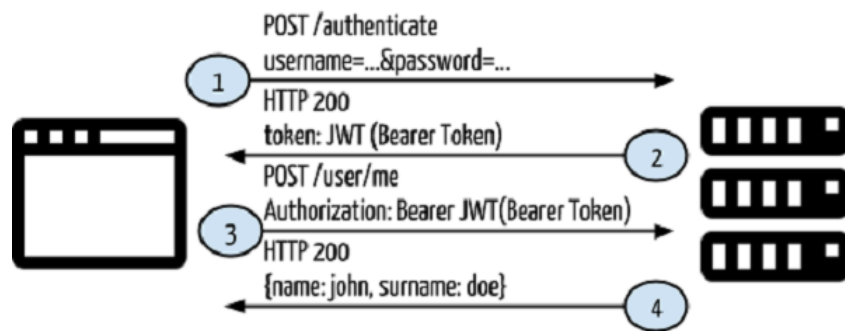 POST /authenticate
username=...&password=...
1
HTTP 200
token: JWT (Bearer Token)
2
POST /user/me
Authorization: Bearer JWT(Bearer Token)
3
HTTP 200
{name: john, surname: doe}
4